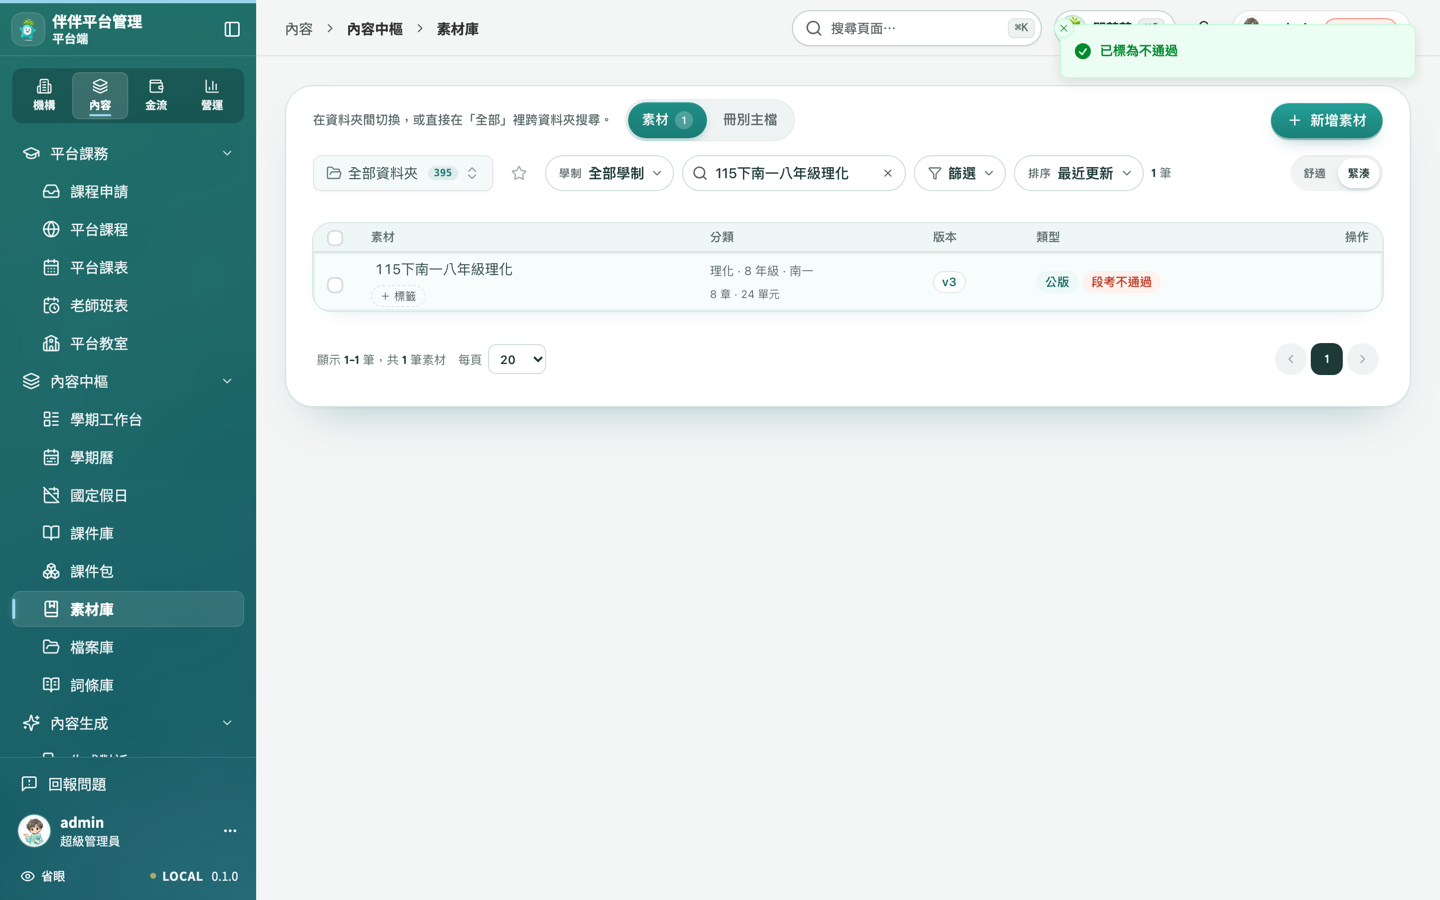 伴伴平台管理
平台端
機構
內容
金流
營運
平台課務
課程申請
平台課程
平台課表
老師班表
平台教室
內容中樞
學期工作台
學期曆
國定假日
課件庫
課件包
素材庫
檔案庫
詞條庫
內容生成
回報問題
admin
超級管理員
省眼
LOCAL 0.1.0
內容 > 內容中樞 > 素材庫
搜尋頁面… ⌘K
已標為不通過
在資料夾間切換，或直接在「全部」裡跨資料夾搜尋。
素材 1
冊別主檔
+ 新增素材
全部資料夾 395
學制 全部學制
115下南一八年級理化
篩選
排序 最近更新
1 筆
舒適
緊湊
素材 分類 版本 類型 操作
115下南一八年級理化
+ 標籤
理化 · 8 年級 · 南一
8 章 · 24 單元
v3
公版
段考不通過
顯示 1-1 筆，共 1 筆素材
每頁 20
1